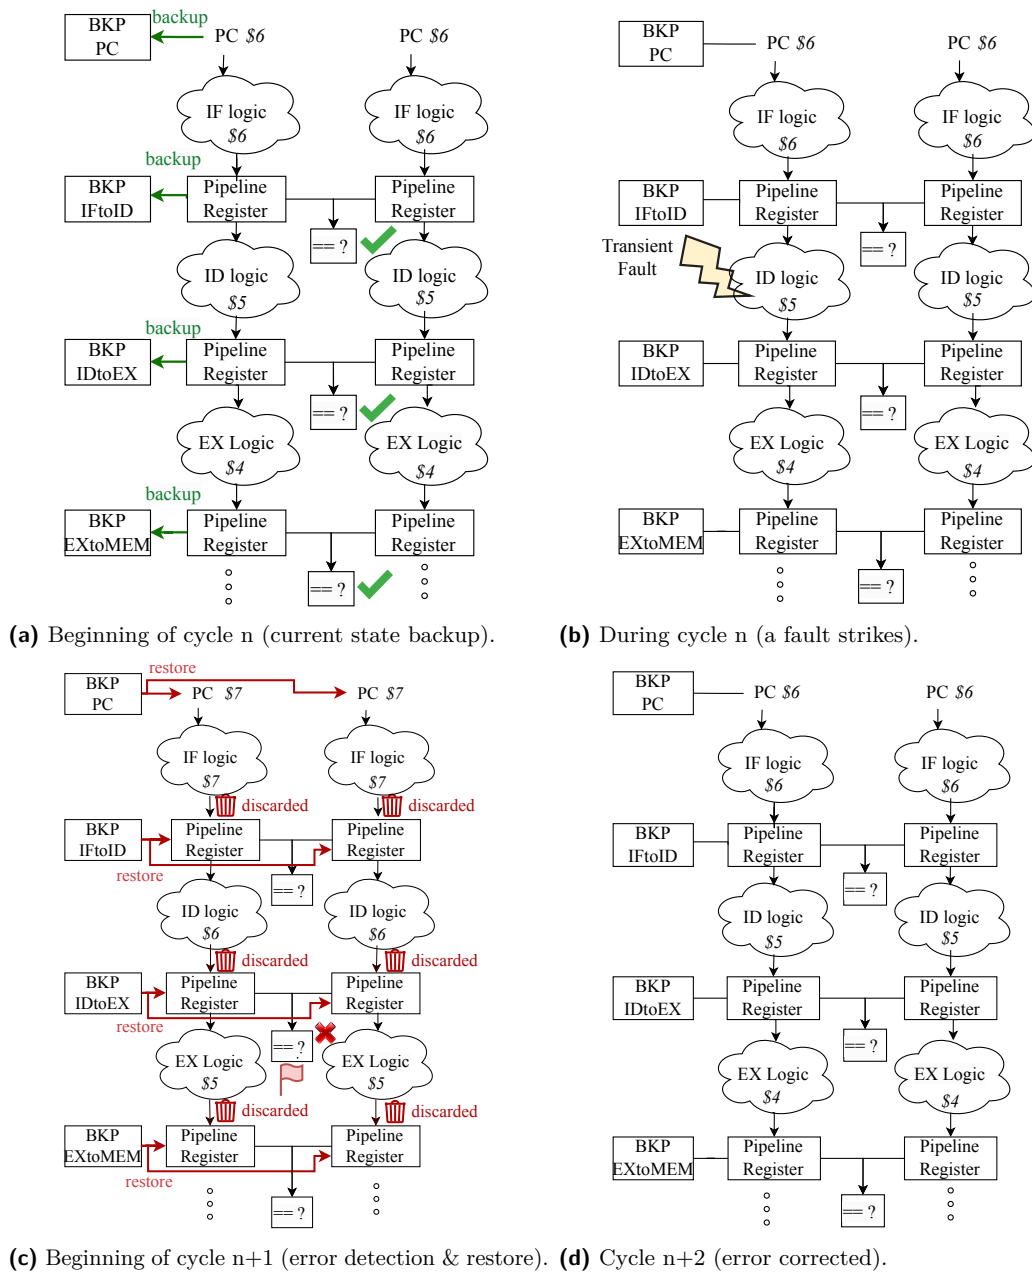 BKP
PC
backup
PC $6
PC $6
IF logic
$6
IF logic
$6
backup
BKP
IFtoID
Pipeline
Register
Pipeline
Register
== ?
ID logic
$5
ID logic
$5
backup
BKP
IDtoEX
Pipeline
Register
Pipeline
Register
== ?
EX Logic
$4
EX Logic
$4
backup
BKP
EXtoMEM
Pipeline
Register
Pipeline
Register
== ?
(a) Beginning of cycle n (current state backup).
BKP
PC
PC $6
PC $6
IF logic
$6
IF logic
$6
BKP
IFtoID
Pipeline
Register
Pipeline
Register
== ?
Transient
Fault
ID logic
$5
ID logic
$5
BKP
IDtoEX
Pipeline
Register
Pipeline
Register
== ?
EX Logic
$4
EX Logic
$4
BKP
EXtoMEM
Pipeline
Register
Pipeline
Register
== ?
(b) During cycle n (a fault strikes).
BKP
PC
restore
PC $7
PC $7
IF logic
$7
IF logic
$7
discarded
discarded
BKP
IFtoID
Pipeline
Register
Pipeline
Register
restore
== ?
ID logic
$6
ID logic
$6
discarded
discarded
BKP
IDtoEX
Pipeline
Register
Pipeline
Register
restore
== ?
EX Logic
$5
EX Logic
$5
discarded
discarded
BKP
EXtoMEM
Pipeline
Register
Pipeline
Register
restore
== ?
(c) Beginning of cycle n+1 (error detection & restore).
BKP
PC
PC $6
PC $6
IF logic
$6
IF logic
$6
BKP
IFtoID
Pipeline
Register
Pipeline
Register
== ?
ID logic
$5
ID logic
$5
BKP
IDtoEX
Pipeline
Register
Pipeline
Register
== ?
EX Logic
$4
EX Logic
$4
BKP
EXtoMEM
Pipeline
Register
Pipeline
Register
== ?
(d) Cycle n+2 (error corrected).